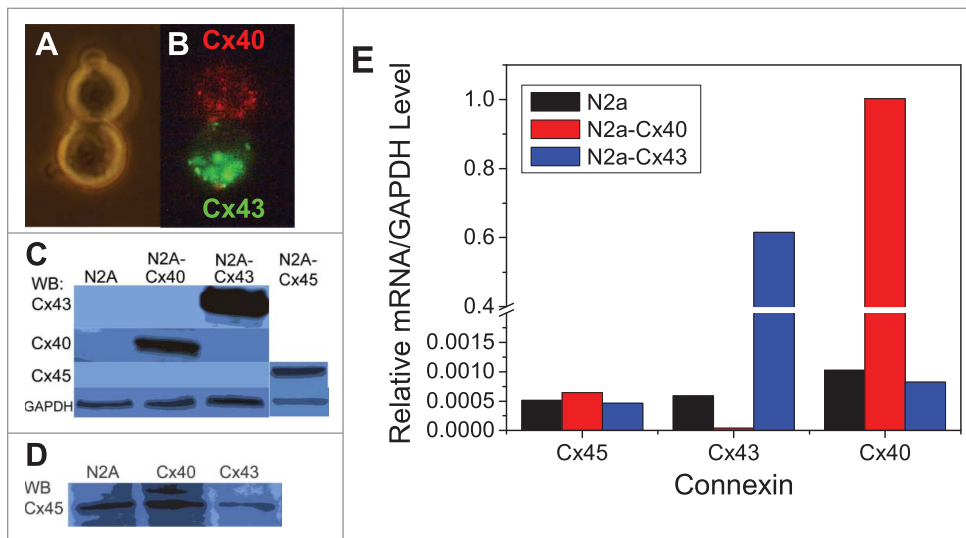 A
B
Cx40
Cx43
C
N2A
N2A-
Cx40
N2A-
Cx43
N2A-
Cx45
WB:
Cx43
Cx40
Cx45
GAPDH
D
N2A
Cx40
Cx43
WB
Cx45
E
Relative mRNA/GAPDH Level
1.0
0.8
0.6
0.4
0.0015
0.0010
0.0005
0.0000
N2a
N2a-Cx40
N2a-Cx43
Cx45
Cx43
Cx40
Connexin